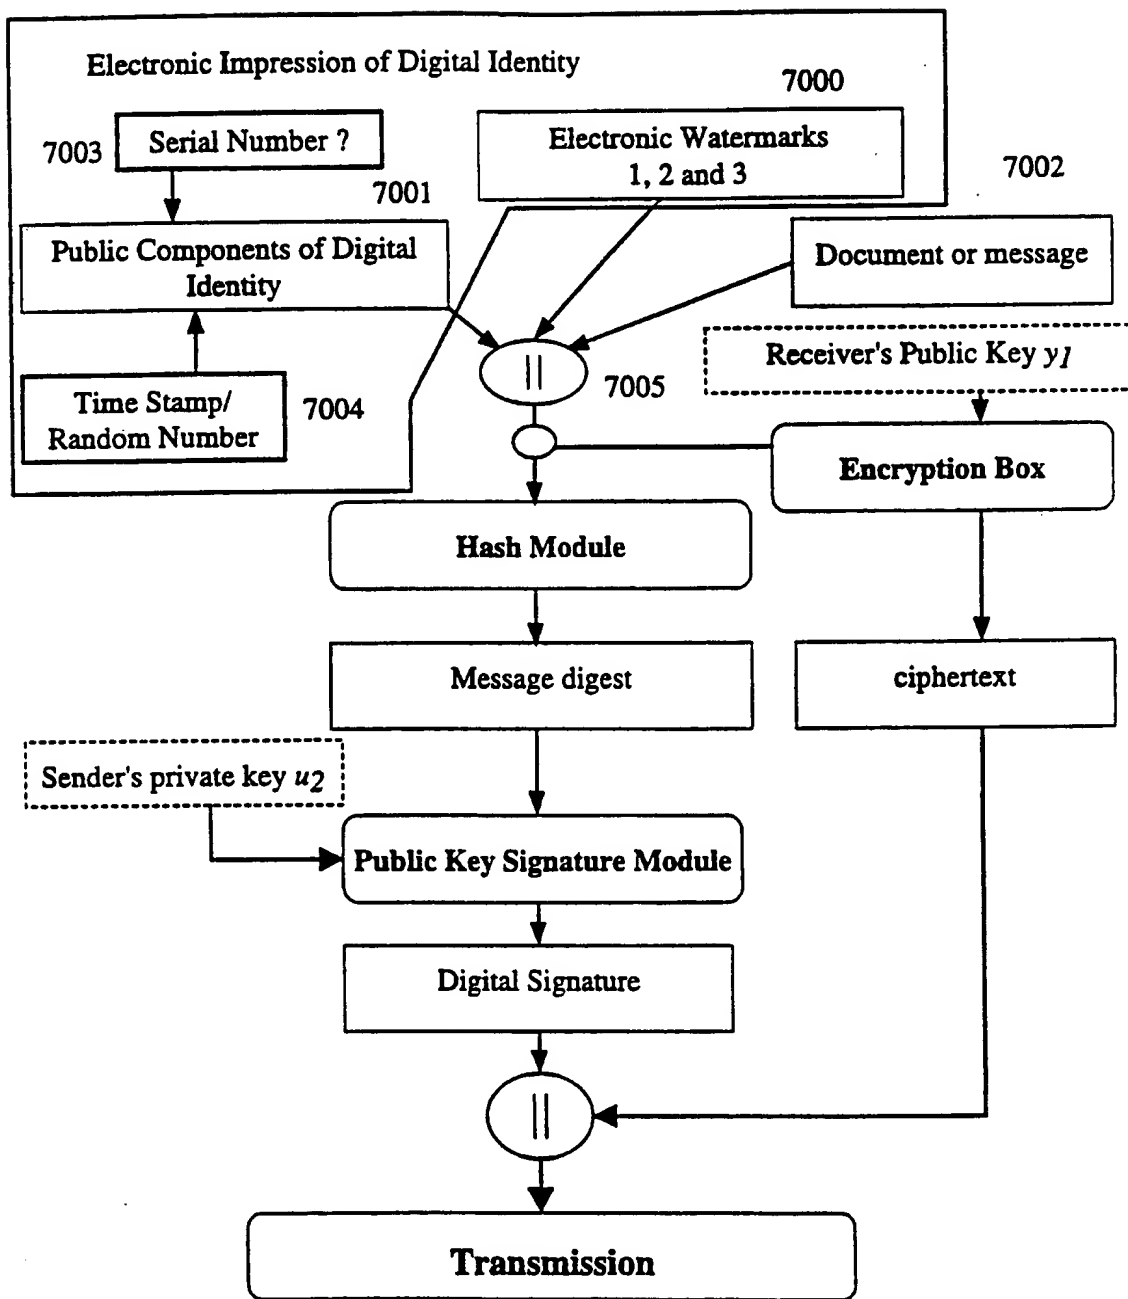 Electronic Impression of Digital Identity
7000
7003
Serial Number ?
Electronic Watermarks
1, 2 and 3
7002
7001
Public Components of Digital
Identity
Document or message
||
Receiver's Public Key y1
7005
Time Stamp/
Random Number
7004
Encryption Box
Hash Module
Message digest
ciphertext
Sender's private key u2
Public Key Signature Module
Digital Signature
||
Transmission